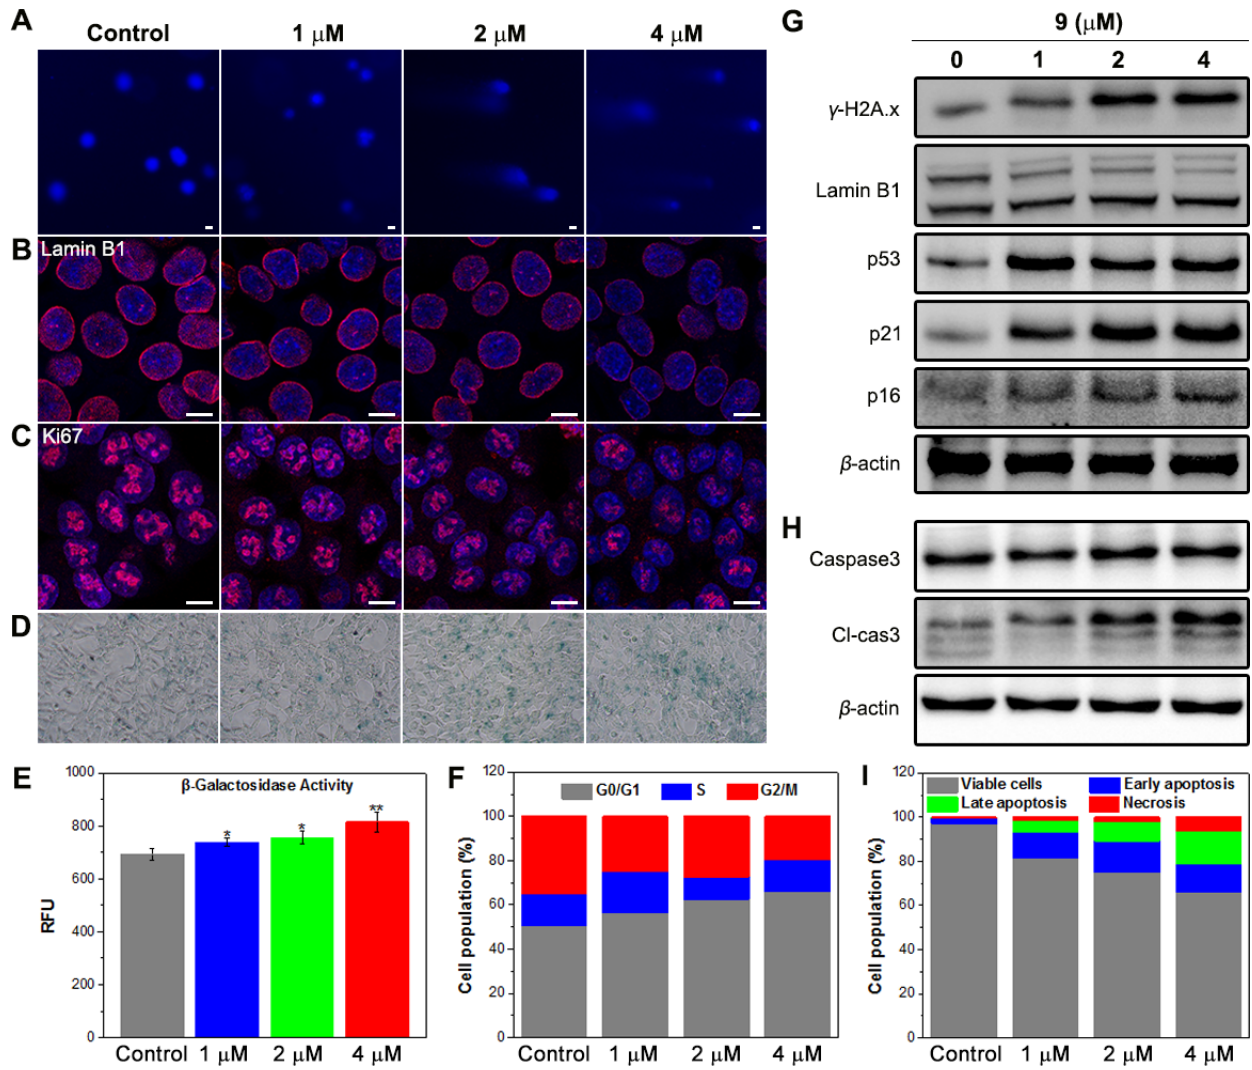 A
Control
1 μM
2 μM
4 μM
B
Lamin B1
C
Ki67
D
G
9 (μM)
0
1
2
4
γ-H2A.x
Lamin B1
p53
p21
p16
β-actin
H
Caspase3
Cl-cas3
β-actin
E
β-Galactosidase Activity
RFU
1000
800
600
400
200
0
*
*
**
Control
1 μM
2 μM
4 μM
F
G0/G1
S
G2/M
Cell population (%)
120
100
80
60
40
20
0
Control
1 μM
2 μM
4 μM
I
Viable cells
Early apoptosis
Late apoptosis
Necrosis
Cell population (%)
120
100
80
60
40
20
0
Control
1 μM
2 μM
4 μM